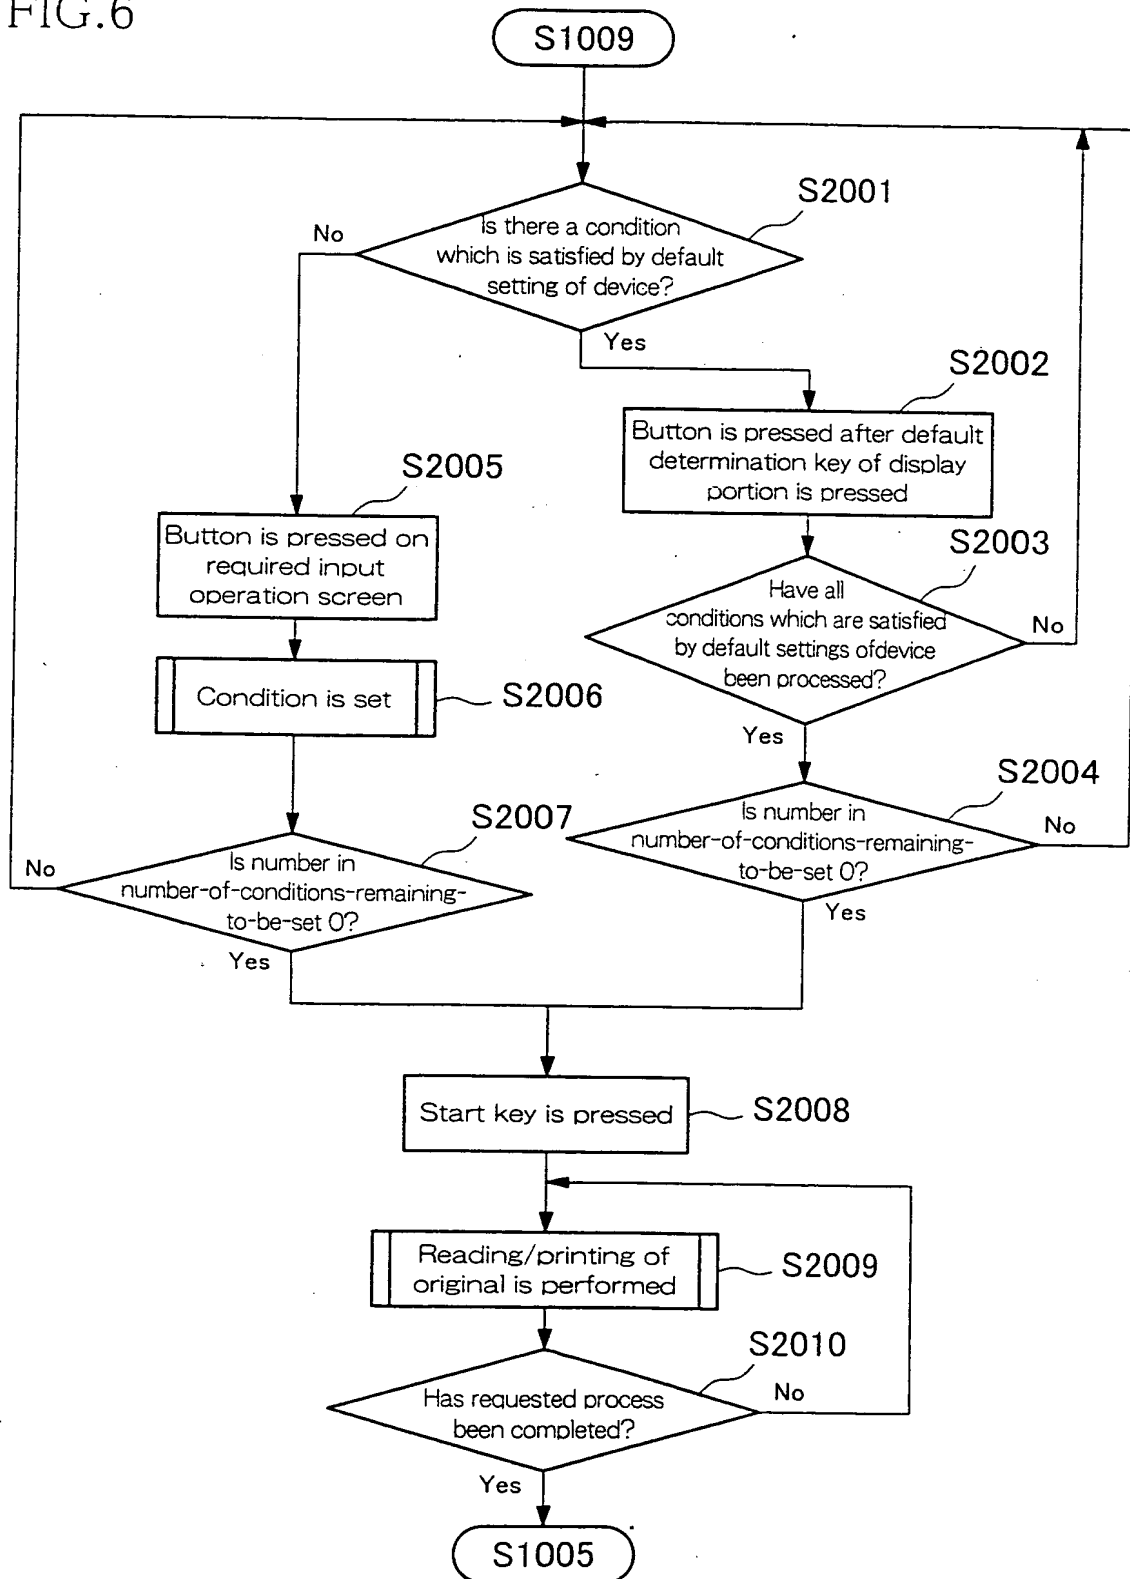 FIG.6
S1009
S2001
Is there a condition
which is satisfied by default
setting of device?
No
Yes
S2002
Button is pressed after default
determination key of display
portion is pressed
S2005
Button is pressed on
required input
operation screen
S2003
Have all
conditions which are satisfied
by default settings ofdevice
been processed?
No
Yes
Condition is set
S2006
S2004
Is number in
number-of-conditions-remaining-
to-be-set 0?
No
Yes
S2007
Is number in
number-of-conditions-remaining-
to-be-set 0?
No
Yes
Start key is pressed
S2008
Reading/printing of
original is performed
S2009
S2010
Has requested process
been completed?
No
Yes
S1005